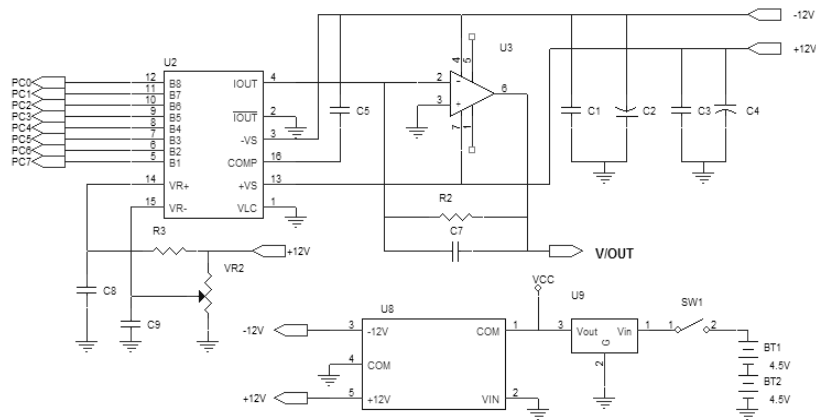 -12V
+12V
U2
U3
PC0 12 B8 IOUT 4
PC1 11 B7
PC2 10 B6
PC3 9 B5 IOUT 2
PC4 8 B4
PC5 7 B3 -VS 3
PC6 6 B2 COMP 16
PC7 5 B1
14 VR+ +VS 13
15 VR- VLC 1
4 5
2 -
3 +
6
7 1
C5
C1 C2 C3 C4
R2
C7
V/OUT
R3
+12V
VR2
C8
C9
U8
-12V 3 -12V COM 1
4 COM
+12V 5 +12V VIN 2
VCC
U9
3 Vout Vin 1
G
2
SW1
1 2
BT1
4.5V
BT2
4.5V